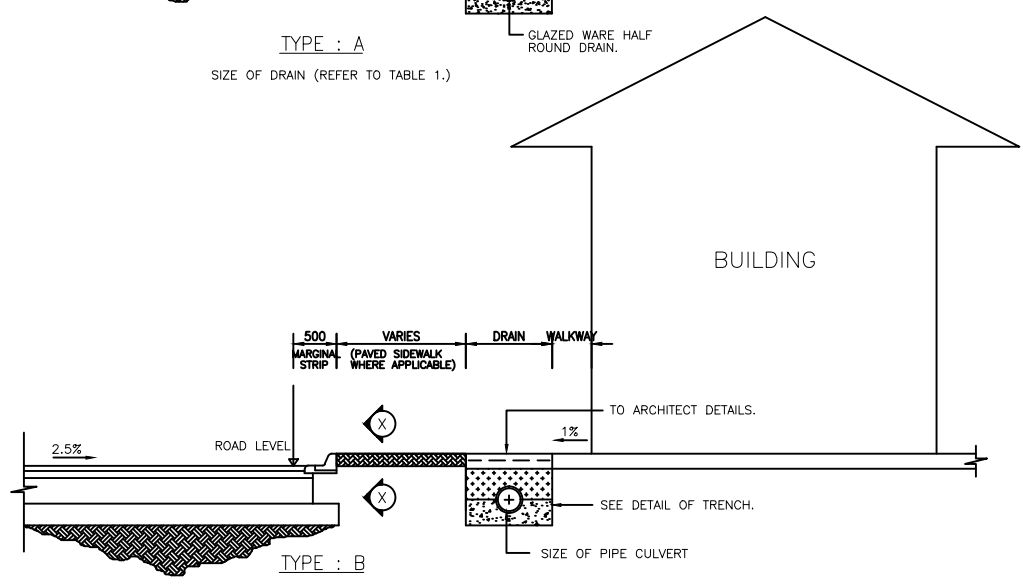 GLAZED WARE HALF
ROUND DRAIN.
TYPE : A
SIZE OF DRAIN (REFER TO TABLE 1.)
BUILDING
500
VARIES
DRAIN
WALKWAY
MARGINAL
STRIP
(PAVED SIDEWALK
WHERE APPLICABLE)
TO ARCHITECT DETAILS.
X
1%
2.5%
ROAD LEVEL
X
SEE DETAIL OF TRENCH.
SIZE OF PIPE CULVERT
TYPE : B